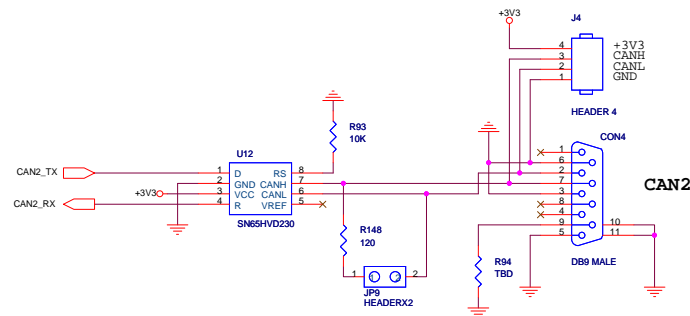 +3V3
J4
4 +3V3
3 CANH
2 CANL
1 GND
HEADER 4
R93
10K
U12
CAN2_TX 1 D RS 8
2 GND CANH 7
+3V3 3 VCC CANL 6
CAN2_RX 4 R VREF 5
SN65HVD230
R148
120
1 1 2 2
JP9
HEADERX2
CON4
1
6
2
7
3
8
4
9 10
5 11
CAN2
R94
TBD
DB9 MALE